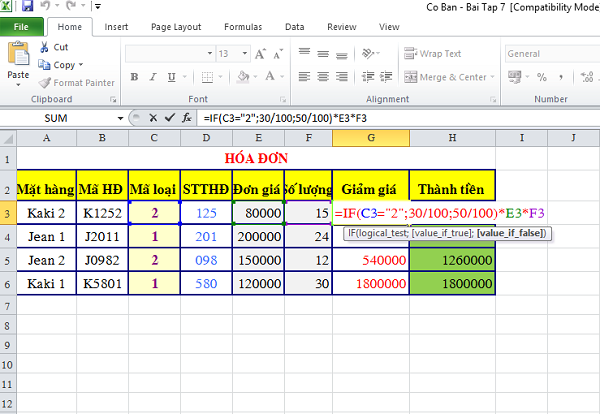 Co Ban - Bai Tap 7 [Compatibility Mode
File Home Insert Page Layout Formulas Data Review View Developer
Paste
Cut
Copy
Format Painter
Clipboard
13 A A
B I U A
Font
Wrap Text
Merge & Center
Alignment
General
$ % ,
Number
SUM fx =IF(C3="2";30/100;50/100)*E3*F3
A B C D E F G H I J
1 HÓA ĐƠN
2 Mặt hàng Mã HĐ Mã loại STTHĐ Đơn giá Số lượng Giảm giá Thành tiền
3 Kaki 2 K1252 2 125 80000 15 =IF(C3="2";30/100;50/100)*E3*F3
IF(logical_test; [value_if_true]; [value_if_false])
4 Jean 1 J2011 1 201 200000 24
5 Jean 2 J0982 2 098 150000 12 540000 1260000
6 Kaki 1 K5801 1 580 120000 30 1800000 1800000
7
8
9
10
11
12